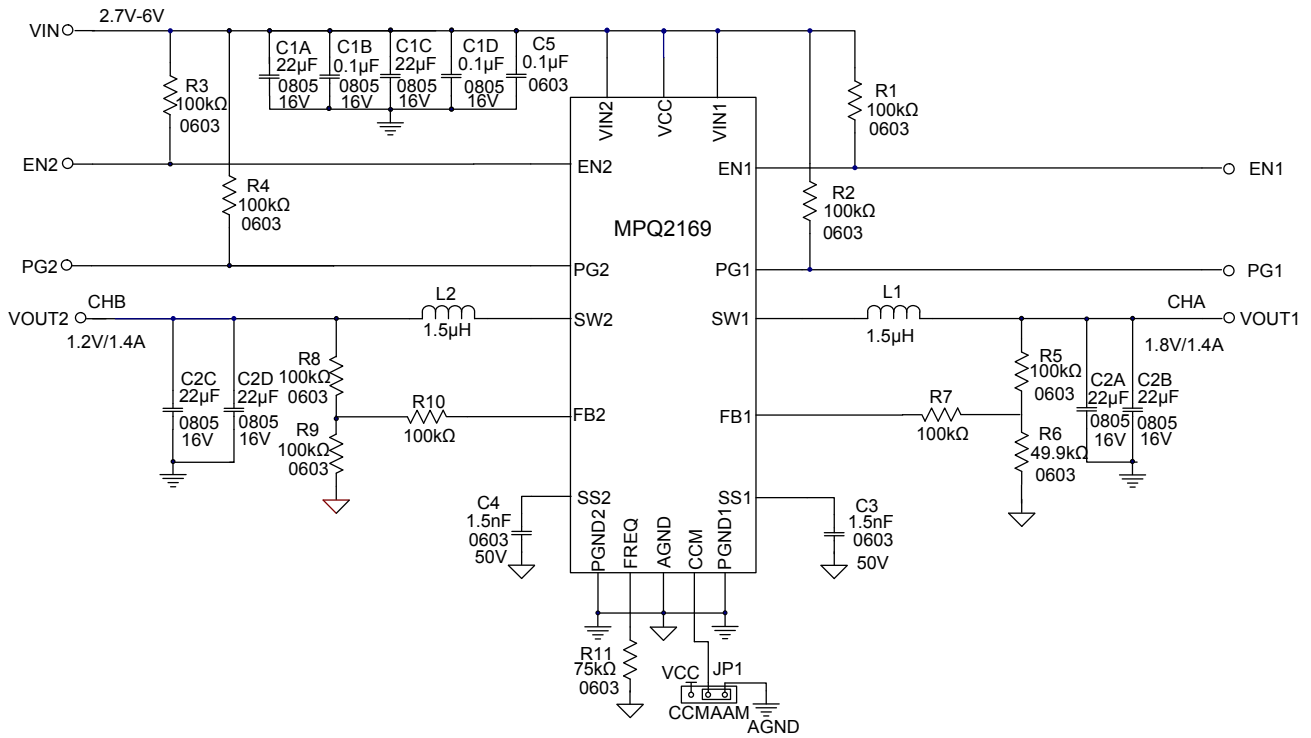 VIN
2.7V-6V
C1A
22µF
0805
16V
C1B
0.1µF
0805
16V
C1C
22µF
0805
16V
C1D
0.1µF
0805
16V
C5
0.1µF
0603
R3
100kΩ
0603
R4
100kΩ
0603
R1
100kΩ
0603
R2
100kΩ
0603
VIN2
VCC
VIN1
EN2
EN2
EN1
EN1
MPQ2169
PG2
PG2
PG1
PG1
VOUT2
CHB
1.2V/1.4A
L2
1.5µH
SW2
SW1
L1
1.5µH
CHA
VOUT1
1.8V/1.4A
C2C
22µF
0805
16V
C2D
22µF
0805
16V
R8
100kΩ
0603
R9
100kΩ
0603
R10
100kΩ
FB2
FB1
R7
100kΩ
R5
100kΩ
0603
R6
49.9kΩ
0603
C2A
22µF
0805
16V
C2B
22µF
0805
16V
C4
1.5nF
0603
50V
SS2
SS1
C3
1.5nF
0603
50V
PGND2
FREQ
AGND
CCM
PGND1
R11
75kΩ
0603
VCC
JP1
CCMAAM
AGND